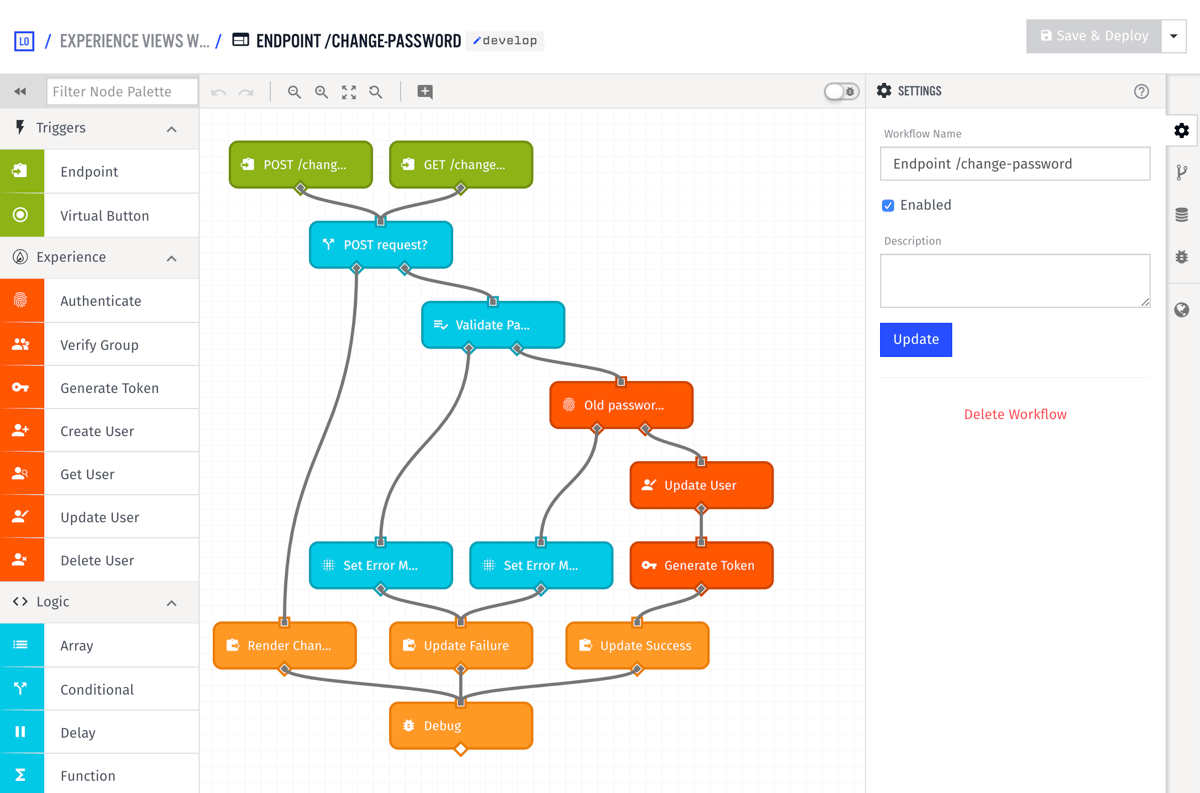 LO / EXPERIENCE VIEWS W... / ENDPOINT /CHANGE-PASSWORD develop
Save & Deploy
Filter Node Palette
Triggers
Endpoint
Virtual Button
Experience
Authenticate
Verify Group
Generate Token
Create User
Get User
Update User
Delete User
Logic
Array
Conditional
Delay
Function
POST /chang...
GET /change...
POST request?
Validate Pa...
Old passwor...
Update User
Set Error M...
Set Error M...
Generate Token
Render Chan...
Update Failure
Update Success
Debug
SETTINGS
Workflow Name
Endpoint /change-password
Enabled
Description
Update
Delete Workflow